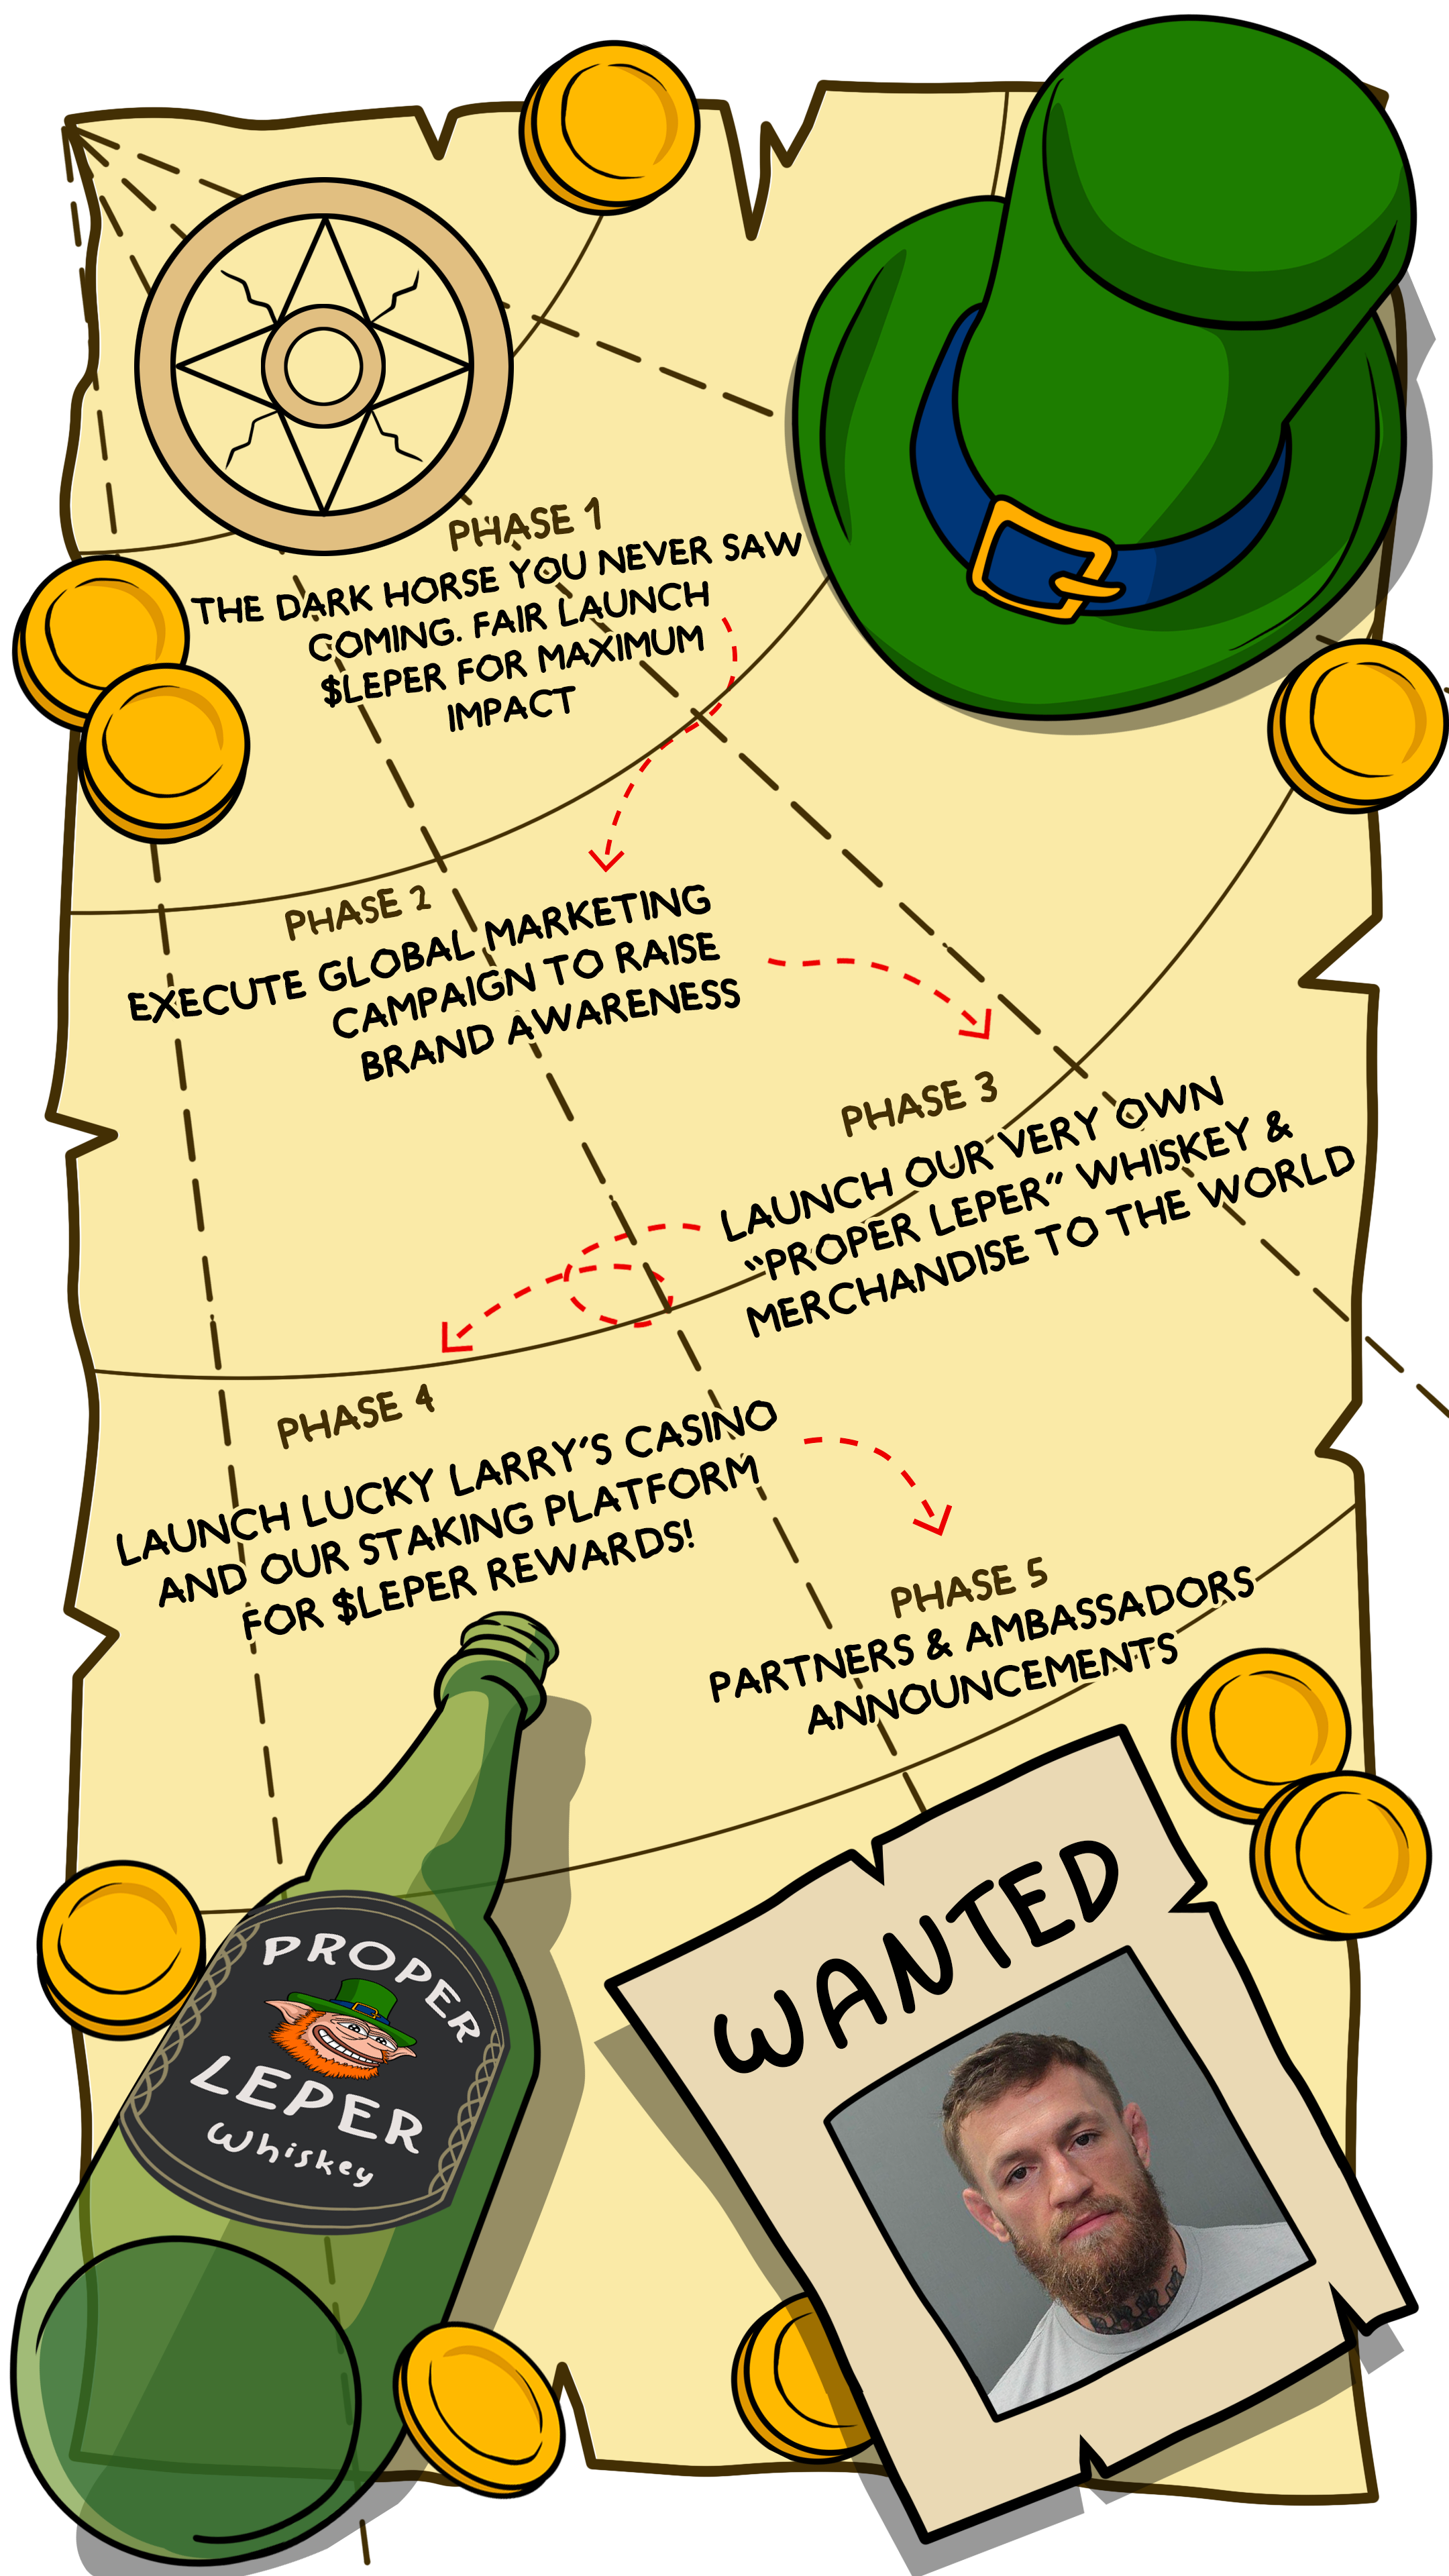 PHASE 1
THE DARK HORSE YOU NEVER SAW
COMING. FAIR LAUNCH
$LEPER FOR MAXIMUM
IMPACT
PHASE 2
EXECUTE GLOBAL MARKETING
CAMPAIGN TO RAISE
BRAND AWARENESS
PHASE 3
LAUNCH OUR VERY OWN
“PROPER LEPER” WHISKEY &
MERCHANDISE TO THE WORLD
PHASE 4
LAUNCH LUCKY LARRY'S CASINO
AND OUR STAKING PLATFORM
FOR $LEPER REWARDS!
PHASE 5
PARTNERS & AMBASSADORS
ANNOUNCEMENTS
PROPER
LEPER
Whiskey
WANTED